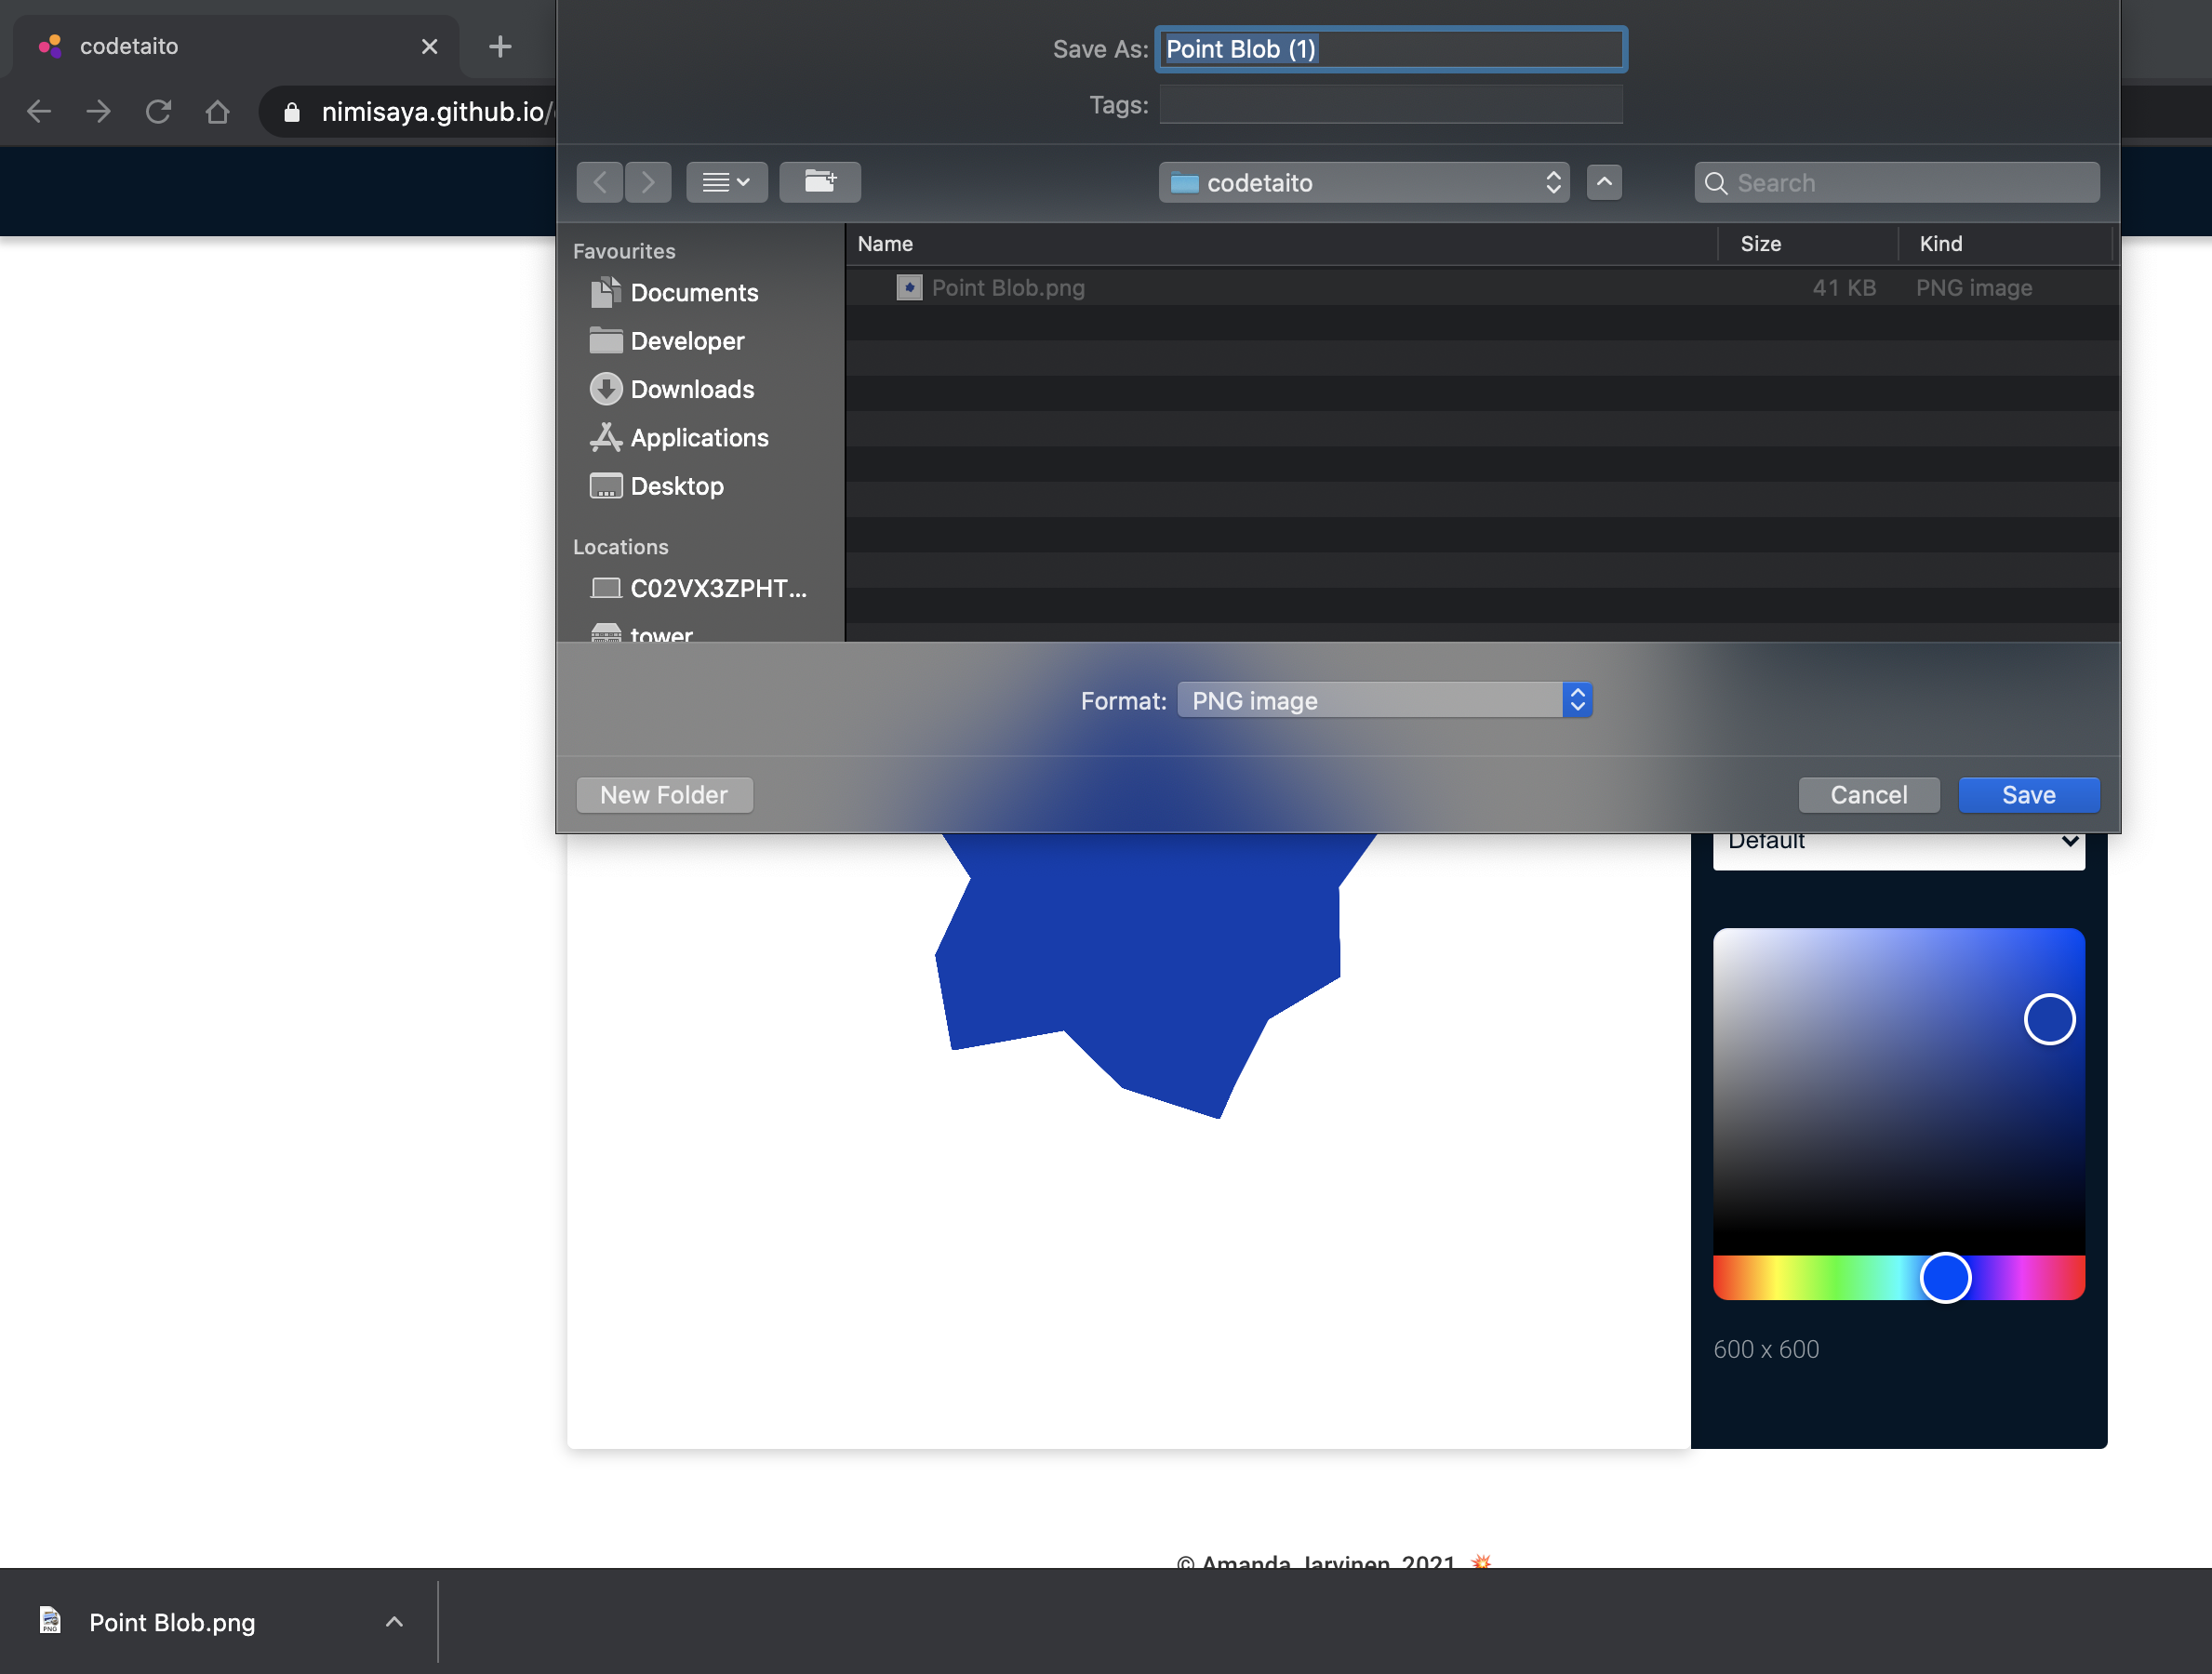 codetaito
Save As: Point Blob (1)
Tags:
nimisaya.github.io/
codetaito
Search
Favourites
Documents
Developer
Downloads
Applications
Desktop
Locations
C02VX3ZPHT...
tower
Name Size Kind
Point Blob.png 41 KB PNG image
Format: PNG image
New Folder
Cancel
Save
Default
600 x 600
© Amanda Jarvinen, 2021 💥
PNG
Point Blob.png